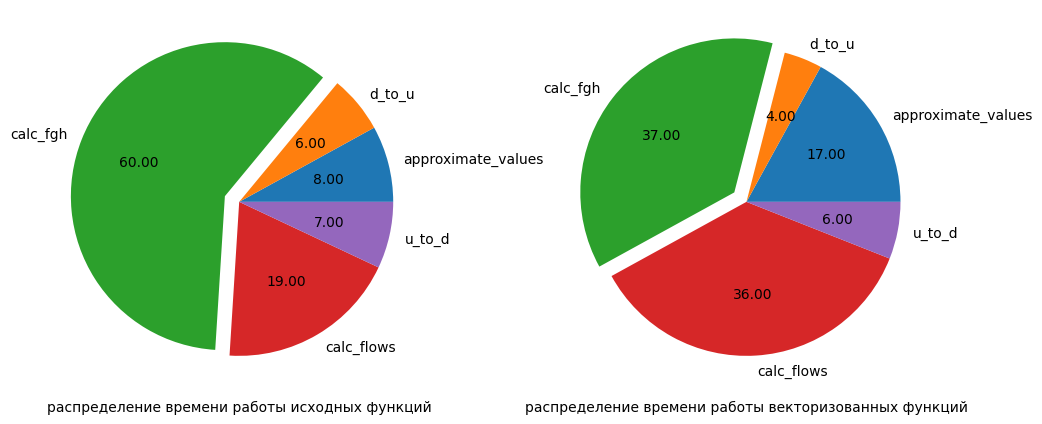 d_to_u
calc_fgh
60.00
6.00
approximate_values
8.00
7.00
u_to_d
19.00
calc_flows
распределение времени работы исходных функций
d_to_u
calc_fgh
4.00
approximate_values
37.00
17.00
6.00
u_to_d
36.00
calc_flows
распределение времени работы векторизованных функций